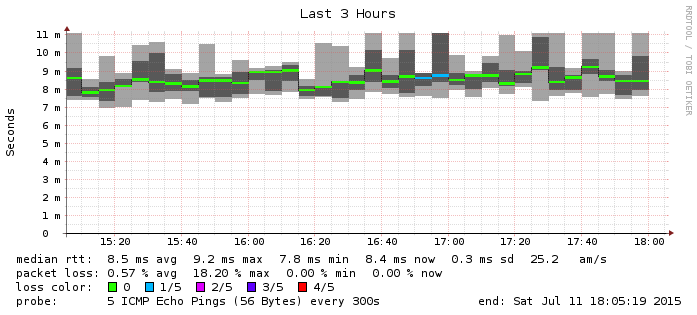 Last 3 Hours
RRDTOOL / TOBI OETIKER
Seconds
11 m
10 m
9 m
8 m
7 m
6 m
5 m
4 m
3 m
2 m
1 m
0
15:20 15:40 16:00 16:20 16:40 17:00 17:20 17:40 18:00
median rtt: 8.5 ms avg 9.2 ms max 7.8 ms min 8.4 ms now 0.3 ms sd 25.2 am/s
packet loss: 0.57 % avg 18.20 % max 0.00 % min 0.00 % now
loss color: 0 1/5 2/5 3/5 4/5
probe: 5 ICMP Echo Pings (56 Bytes) every 300s end: Sat Jul 11 18:05:19 2015